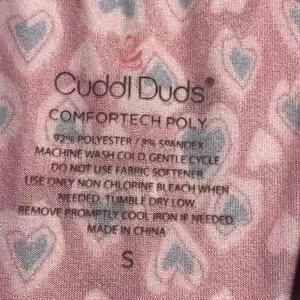 Cuddl Duds®
COMFORTECH POLY
92% POLYESTER / 8% SPANDEX
MACHINE WASH COLD, GENTLE CYCLE
DO NOT USE FABRIC SOFTENER
USE ONLY NON CHLORINE BLEACH WHEN
NEEDED. TUMBLE DRY LOW
REMOVE PROMPTLY COOL IRON IF NEEDED
MADE IN CHINA
S